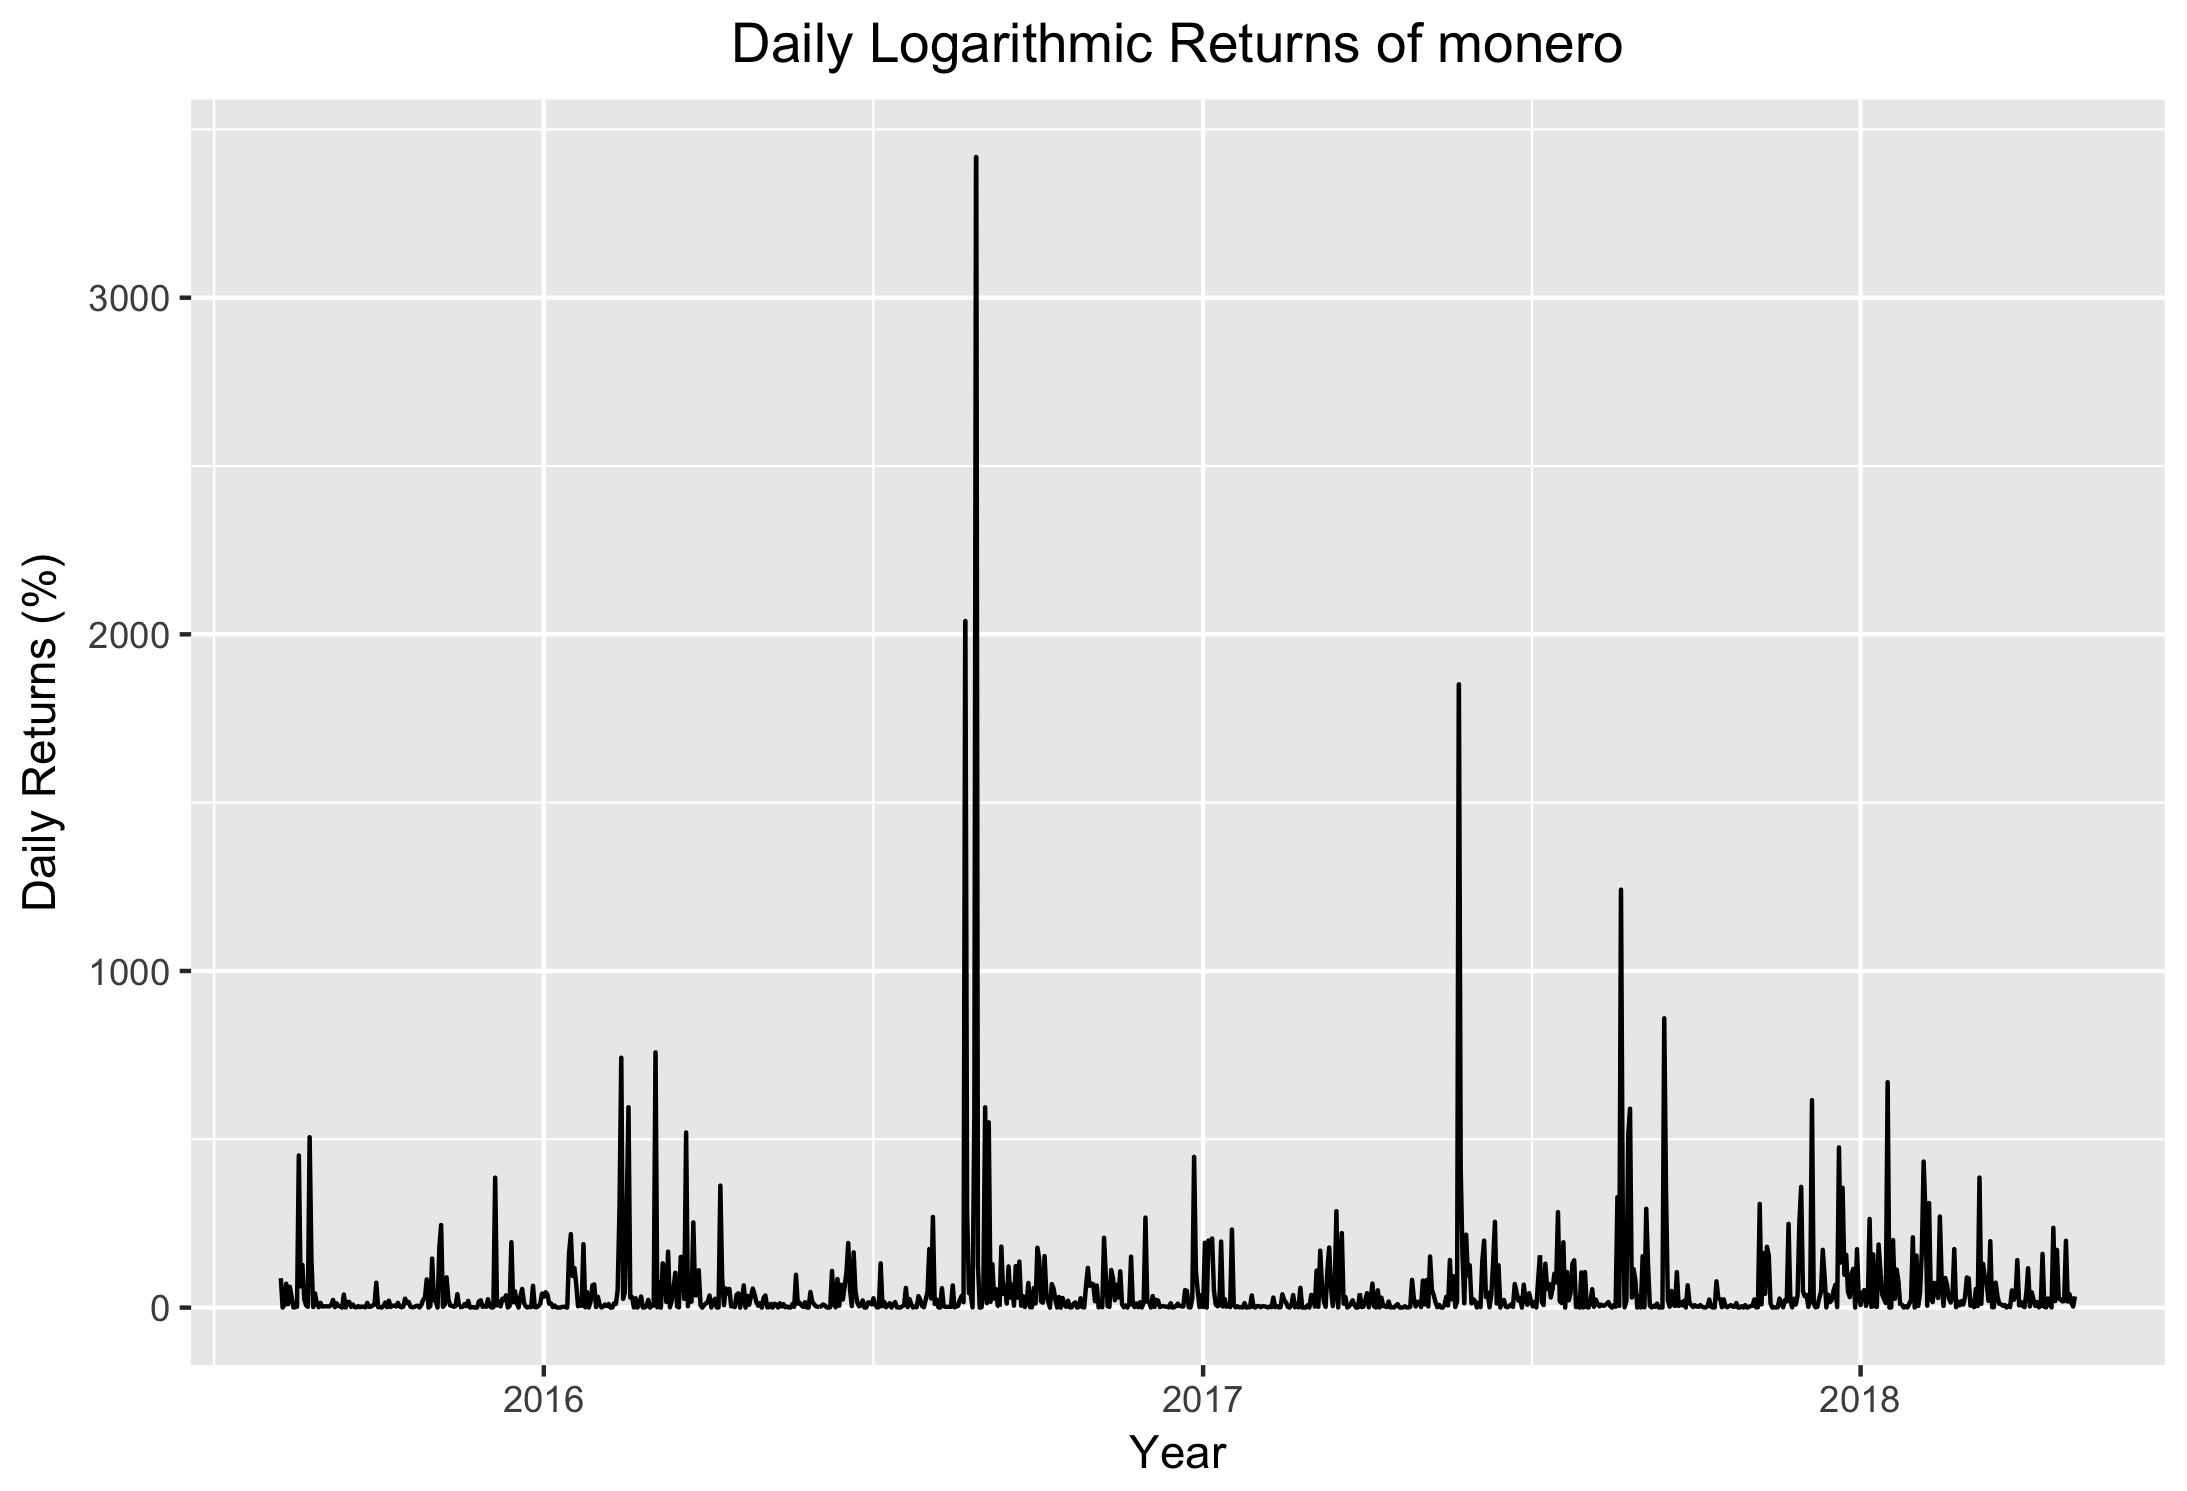 Daily Logarithmic Returns of monero
Daily Returns (%)
3000
2000
1000
0
2016
2017
2018
Year